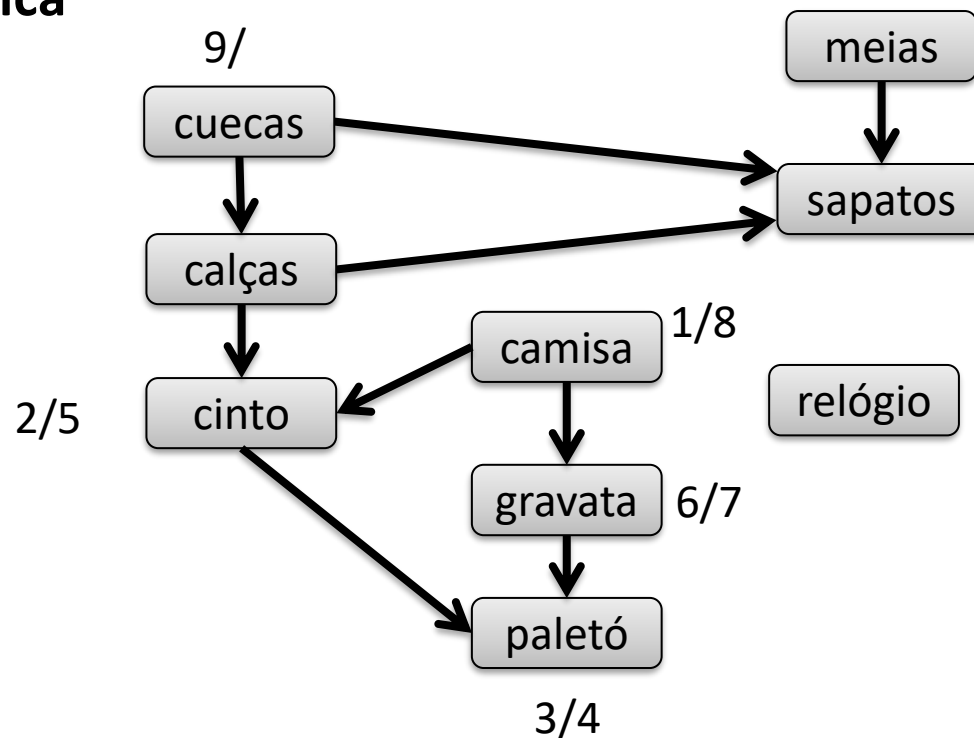 ica
9/
meias
cuecas
sapatos
calças
1/8
camisa
relógio
2/5
cinto
gravata
6/7
paletó
3/4